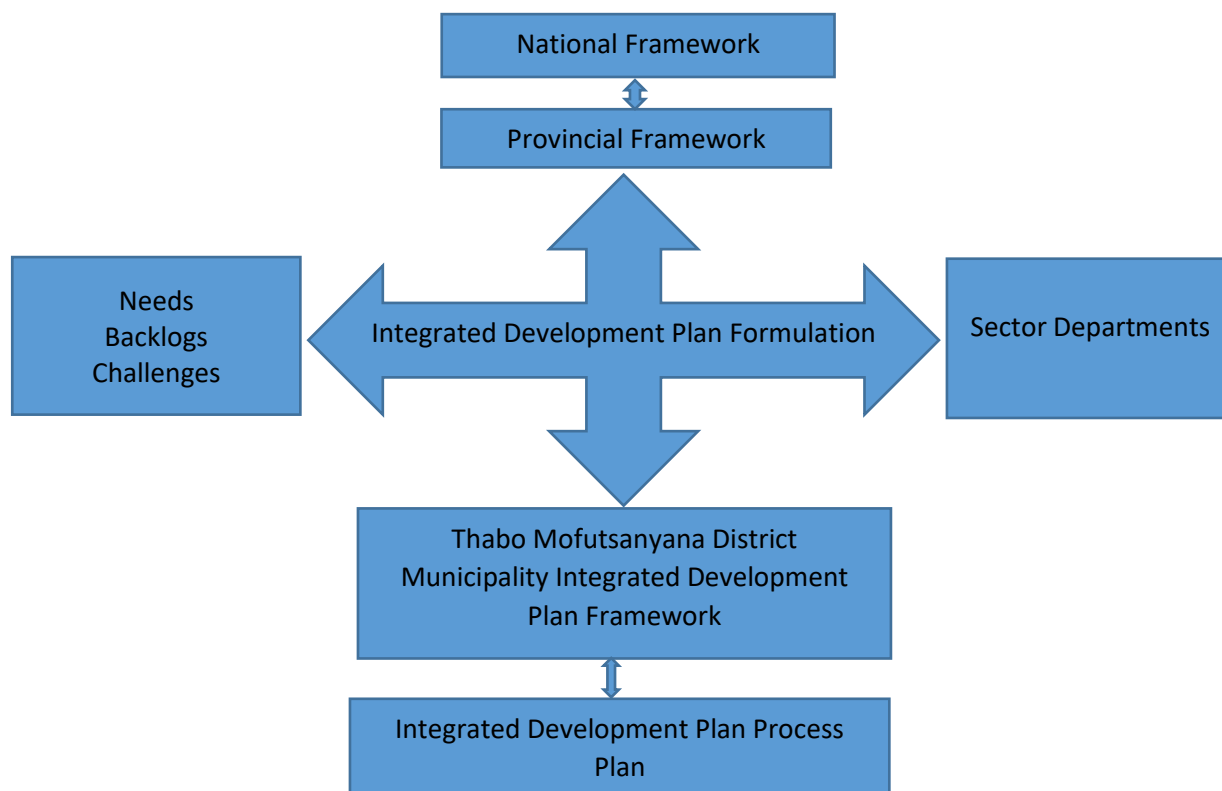 National Framework
Provincial Framework
Needs
Backlogs
Challenges
Integrated Development Plan Formulation
Sector Departments
Thabo Mofutsanyana District
Municipality Integrated Development
Plan Framework
Integrated Development Plan Process
Plan